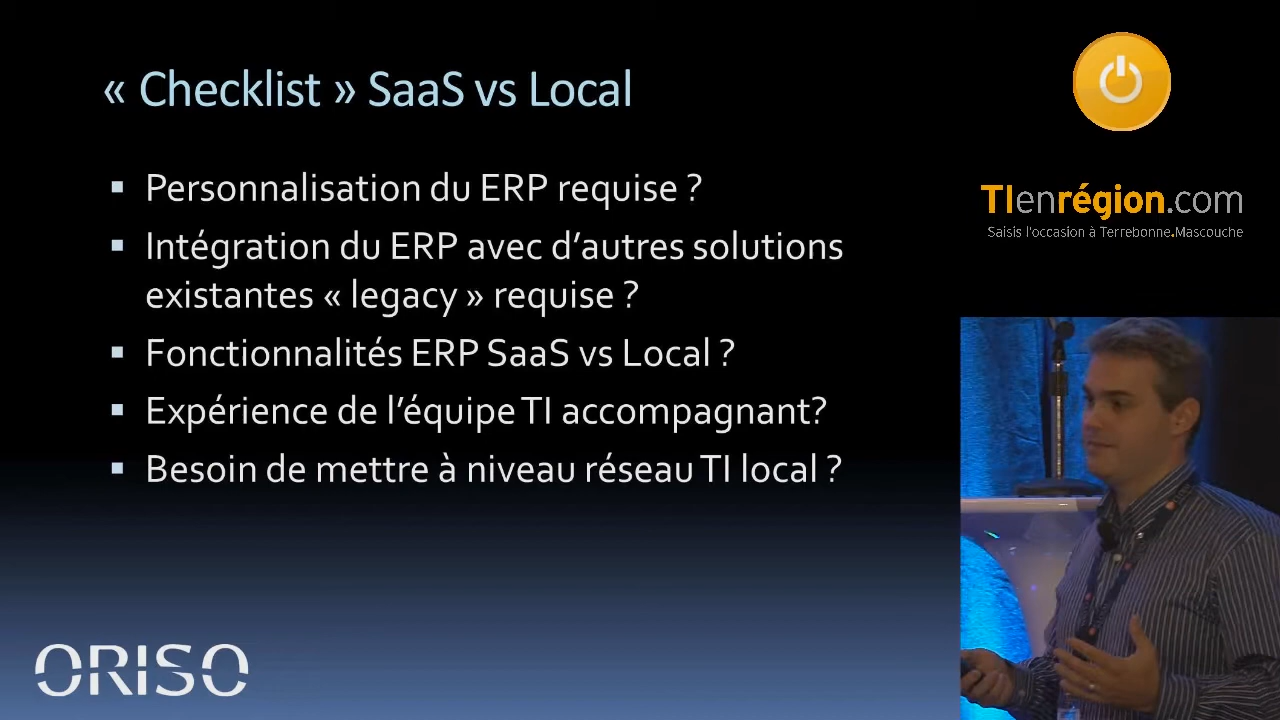 « Checklist » SaaS vs Local
Personnalisation du ERP requise ?
Intégration du ERP avec d’autres solutions
existantes « legacy » requise ?
Fonctionnalités ERP SaaS vs Local ?
Expérience de l’équipe TI accompagnant?
Besoin de mettre à niveau réseau TI local ?
TIenrégion.com
Saisis l'occasion à Terrebonne.Mascouche
ORISO